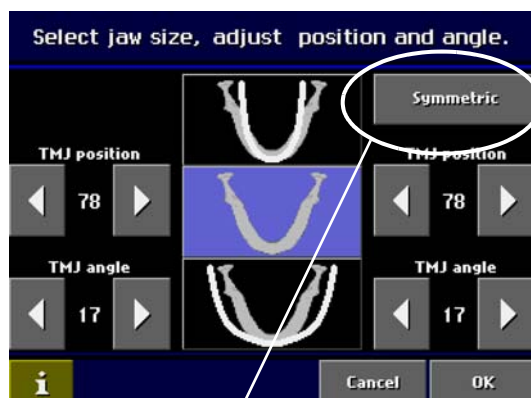 Select jaw size, adjust position and angle.
Symmetric
TMJ position
78
TMJ position
78
TMJ angle
17
TMJ angle
17
i
Cancel
OK